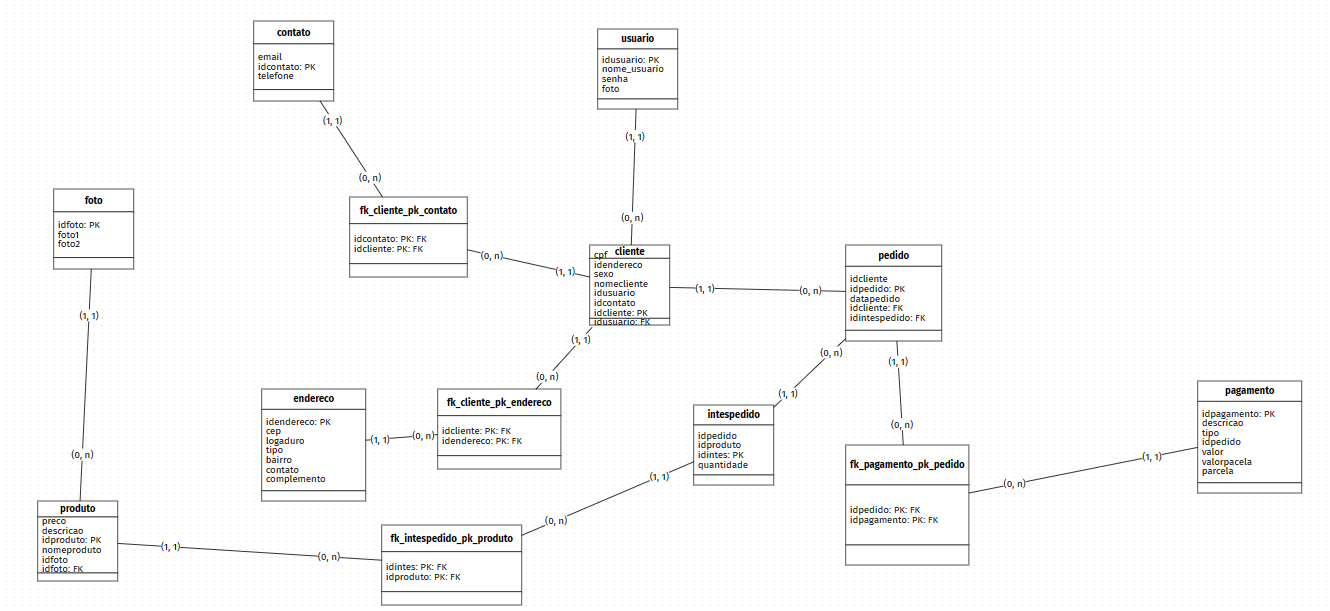 contato
email
idcontato: PK
telefone
(1, 1)
(0, n)
usuario
idusuario: PK
nome_usuario
senha
foto
(1, 1)
(0, n)
foto
idfoto: PK
foto1
foto2
(1, 1)
(0, n)
fk_cliente_pk_contato
idcontato: PK: FK
idcliente: PK: FK
(0, n)
(1, 1)
cliente
cpf
idendereco
sexo
nomecliente
idusuario
idcontato
idcliente: PK
idusuario: FK
(1, 1)
(0, n)
pedido
idcliente
idpedido: PK
datapedido
idcliente: FK
idintespedido: FK
(1, 1)
(0, n)
(0, n)
(1, 1)
(1, 1)
(0, n)
endereco
idendereco: PK
cep
logaduro
tipo
bairro
contato
complemento
(1, 1)
(0, n)
fk_cliente_pk_endereco
idcliente: PK: FK
idendereco: PK: FK
intespedido
idpedido
idproduto
idintes: PK
quantidade
(1, 1)
(0, n)
fk_pagamento_pk_pedido
idpedido: PK: FK
idpagamento: PK: FK
(0, n)
(1, 1)
pagamento
idpagamento: PK
descricao
tipo
idpedido
valor
valorpacela
parcela
produto
preco
descricao
idproduto: PK
nomeproduto
idfoto
idfoto: FK
(1, 1)
(0, n)
fk_intespedido_pk_produto
idintes: PK: FK
idproduto: PK: FK